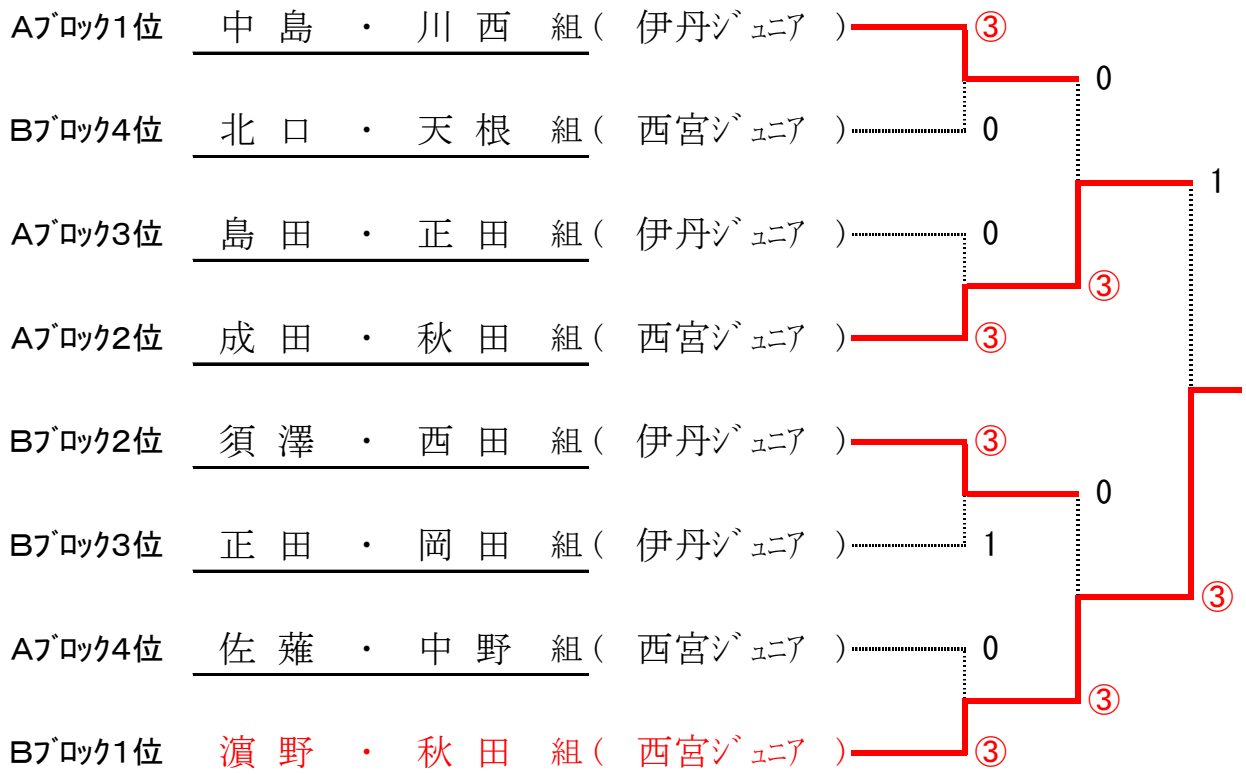 Aブロック1位 中島・川西組(伊丹ジュニア) ③
0
Bブロック4位 北口・天根組(西宮ジュニア) 0
1
Aブロック3位 島田・正田組(伊丹ジュニア) 0
③
Aブロック2位 成田・秋田組(西宮ジュニア) ③
Bブロック2位 須澤・西田組(伊丹ジュニア) ③
0
Bブロック3位 正田・岡田組(伊丹ジュニア) 1
③
Aブロック4位 佐薙・中野組(西宮ジュニア) 0
③
Bブロック1位 濵野・秋田組(西宮ジュニア) ③